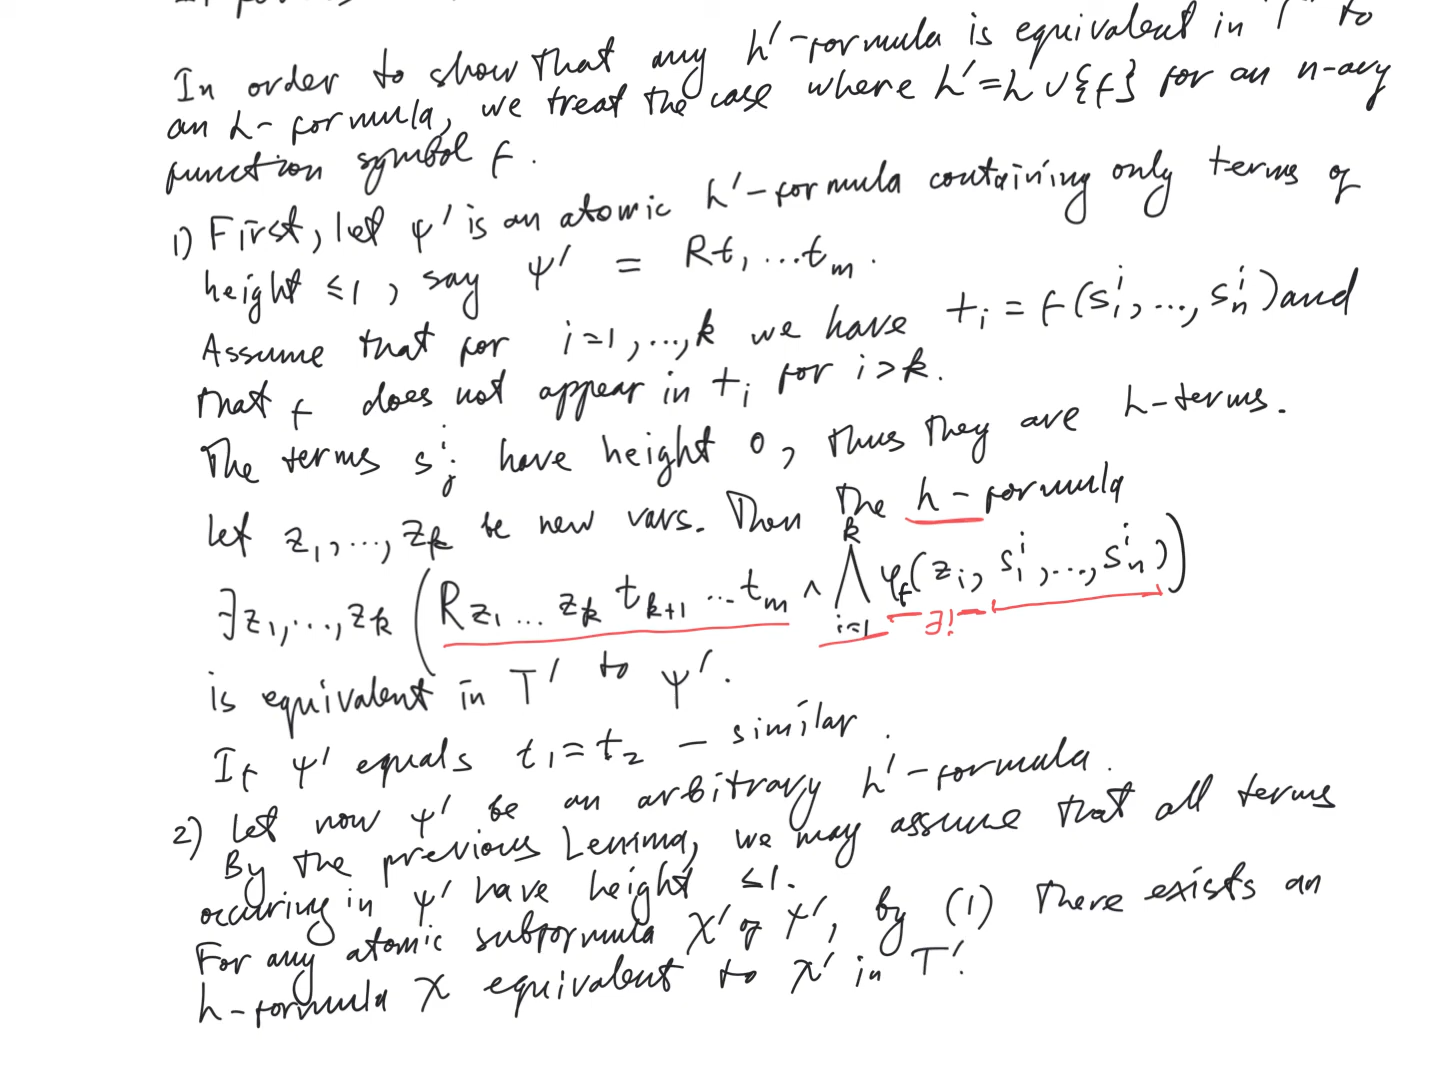 In order to show that any L'-formula is equivalent in T' to
an L-formula, we treat the case where L' = L ∪ {f} for an n-ary
function symbol f.
1) First, let ψ' is an atomic L'-formula containing only terms of
height ≤ 1, say ψ' = Rt₁...tₘ.
Assume that for i=1,...,k we have tᵢ = f(s₁ⁱ,..., sₙⁱ) and
that f does not appear in tᵢ for i>k.
The terms sⱼⁱ have height 0, thus they are L-terms.
Let z₁,...,zₖ be new vars. Then the L-formula
∃z₁,...,zₖ (Rz₁...zₖ tₖ₊₁...tₘ ∧ ⋀ᵢ₌₁ᵏ φ_f(zᵢ, s₁ⁱ,..., sₙⁱ))
∃!
is equivalent in T' to ψ'.
If ψ' equals t₁=t₂ – similar.
2) Let now ψ' be an arbitrary L'-formula.
By the previous Lemma, we may assume that all terms
occuring in ψ' have height ≤1.
For any atomic subformula χ' of ψ', by (1) there exists an
L-formula χ equivalent to χ' in T'.